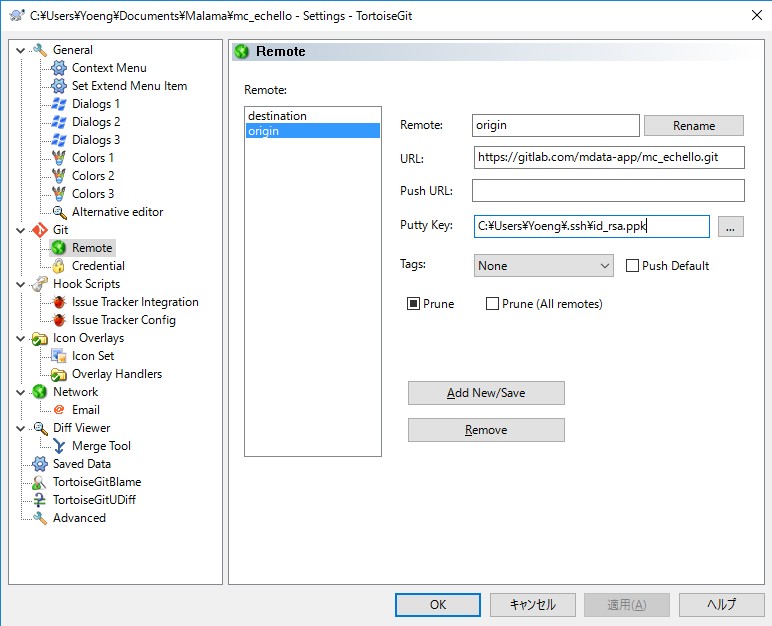 C:¥Users¥Yoeng¥Documents¥Malama¥mc_echello - Settings - TortoiseGit
General
Context Menu
Set Extend Menu Item
Dialogs 1
Dialogs 2
Dialogs 3
Colors 1
Colors 2
Colors 3
Alternative editor
Git
Remote
Credential
Hook Scripts
Issue Tracker Integration
Issue Tracker Config
Icon Overlays
Icon Set
Overlay Handlers
Network
Email
Diff Viewer
Merge Tool
Saved Data
TortoiseGitBlame
TortoiseGitUDiff
Advanced
Remote
Remote:
destination
origin
Remote: origin Rename
URL: https://gitlab.com/mdata-app/mc_echello.git
Push URL:
Putty Key: C:¥Users¥Yoeng¥.ssh¥id_rsa.ppk ...
Tags: None Push Default
Prune Prune (All remotes)
Add New/Save
Remove
OK キャンセル 適用(A) ヘルプ